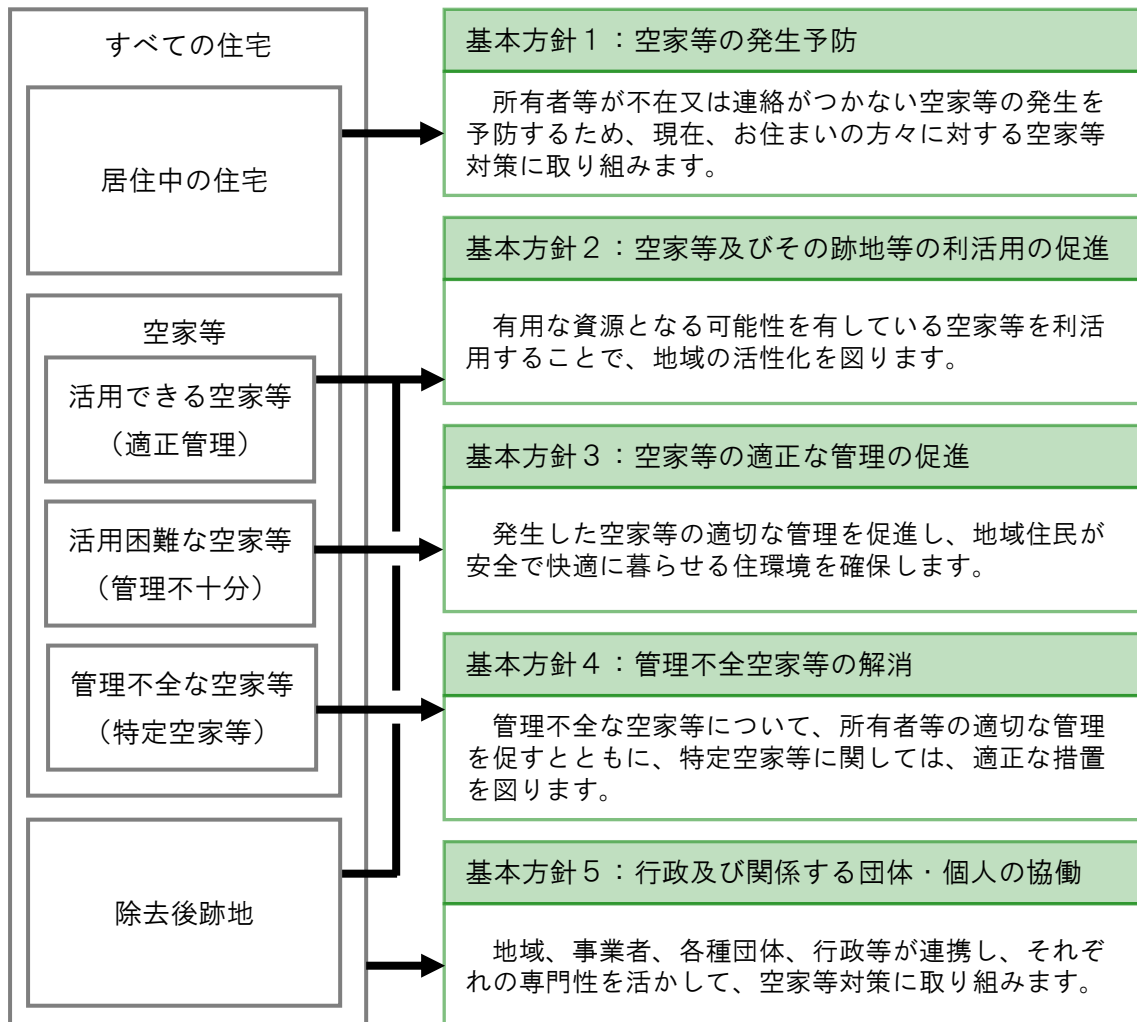 すべての住宅
居住中の住宅
空家等
活用できる空家等
（適正管理）
活用困難な空家等
（管理不十分）
管理不全な空家等
（特定空家等）
除去後跡地
基本方針１：空家等の発生予防
所有者等が不在又は連絡がつかない空家等の発生を
予防するため、現在、お住まいの方々に対する空家等
対策に取り組みます。
基本方針２：空家等及びその跡地等の利活用の促進
有用な資源となる可能性を有している空家等を利活
用することで、地域の活性化を図ります。
基本方針３：空家等の適正な管理の促進
発生した空家等の適切な管理を促進し、地域住民が
安全で快適に暮らせる住環境を確保します。
基本方針４：管理不全空家等の解消
管理不全な空家等について、所有者等の適切な管理
を促すとともに、特定空家等に関しては、適正な措置
を図ります。
基本方針５：行政及び関係する団体・個人の協働
地域、事業者、各種団体、行政等が連携し、それぞ
れの専門性を活かして、空家等対策に取り組みます。